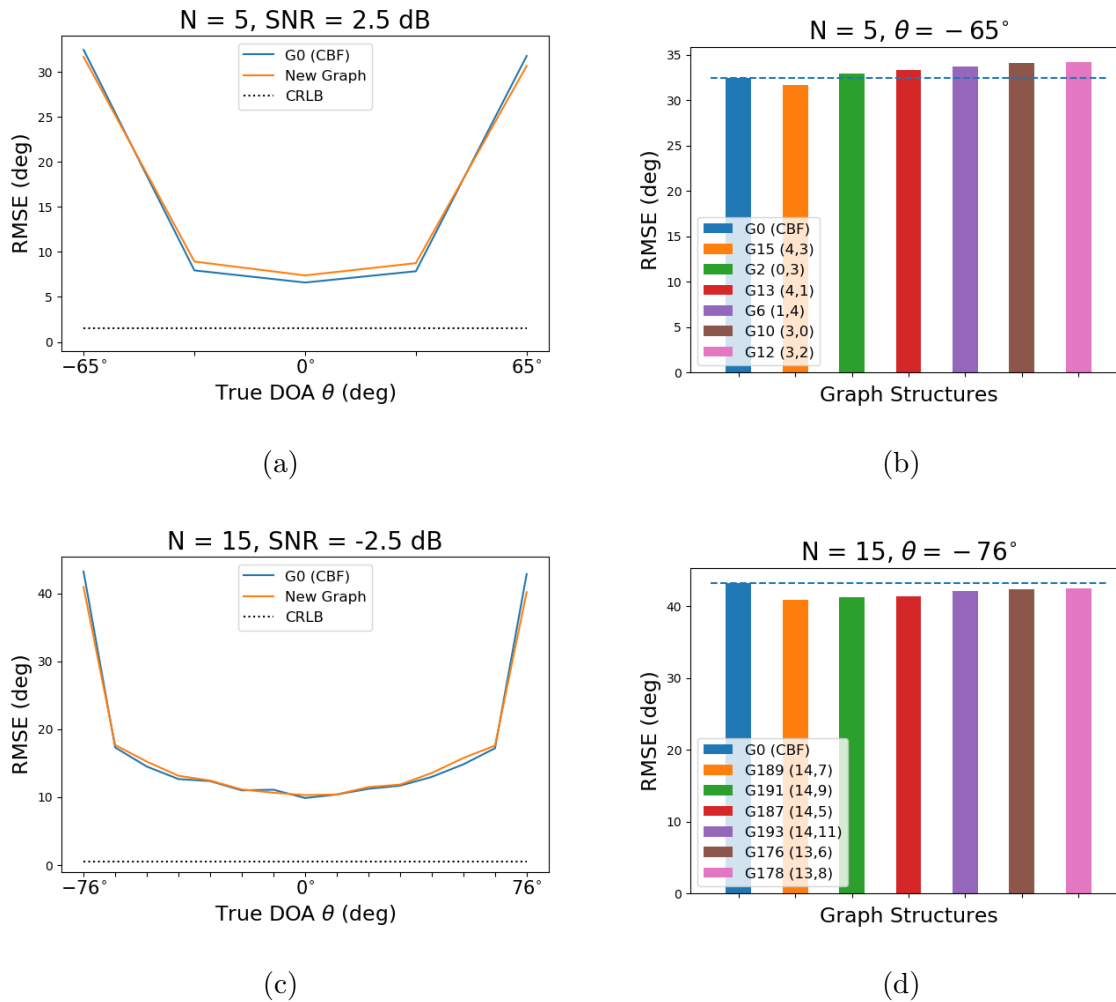 N = 5, SNR = 2.5 dB
G0 (CBF)
New Graph
CRLB
RMSE (deg)
30
25
20
15
10
5
0
−65°
0°
65°
True DOA θ (deg)
(a)
N = 5, θ = −65°
RMSE (deg)
35
30
25
20
15
10
5
0
G0 (CBF)
G15 (4,3)
G2 (0,3)
G13 (4,1)
G6 (1,4)
G10 (3,0)
G12 (3,2)
Graph Structures
(b)
N = 15, SNR = -2.5 dB
G0 (CBF)
New Graph
CRLB
RMSE (deg)
40
30
20
10
0
−76°
0°
76°
True DOA θ (deg)
(c)
N = 15, θ = −76°
RMSE (deg)
40
30
20
10
0
G0 (CBF)
G189 (14,7)
G191 (14,9)
G187 (14,5)
G193 (14,11)
G176 (13,6)
G178 (13,8)
Graph Structures
(d)